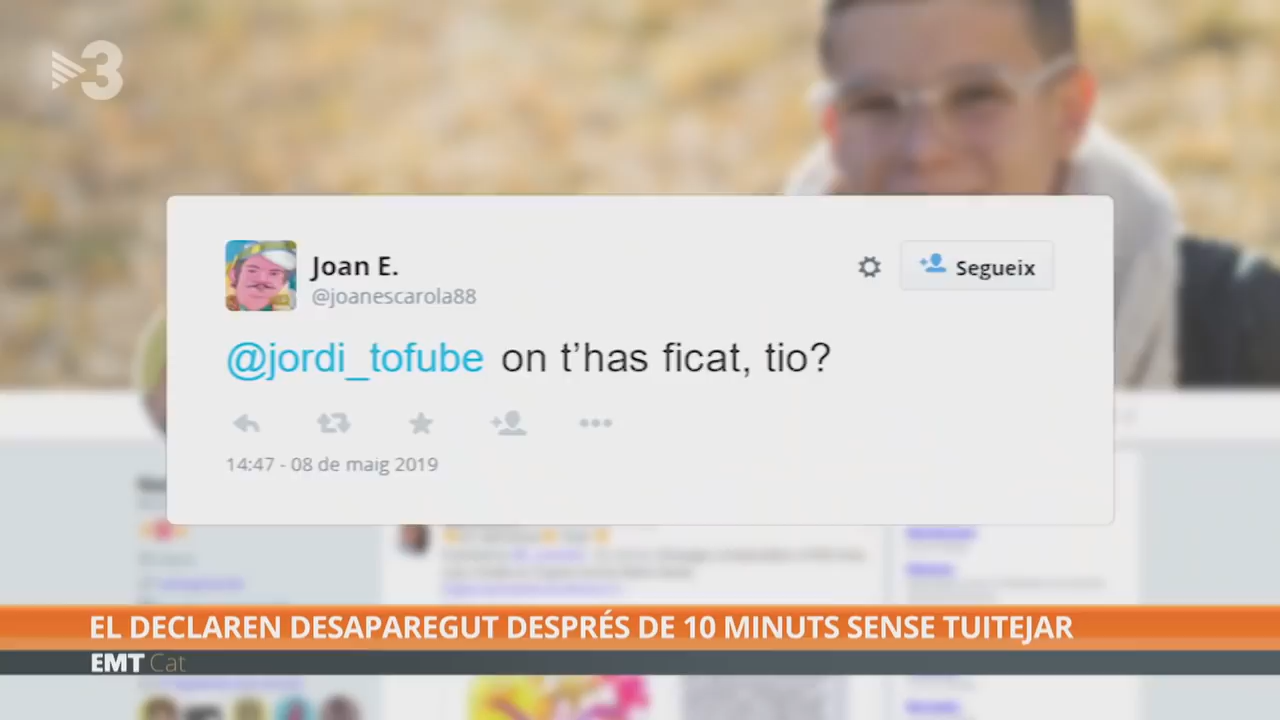 3
Joan E.
@joanescarola88
Segueix
@jordi_tofube on t'has ficat, tio?
14:47 - 08 de maig 2019
EL DECLAREN DESAPAREGUT DESPRÉS DE 10 MINUTS SENSE TUITEJAR
EMT Cat